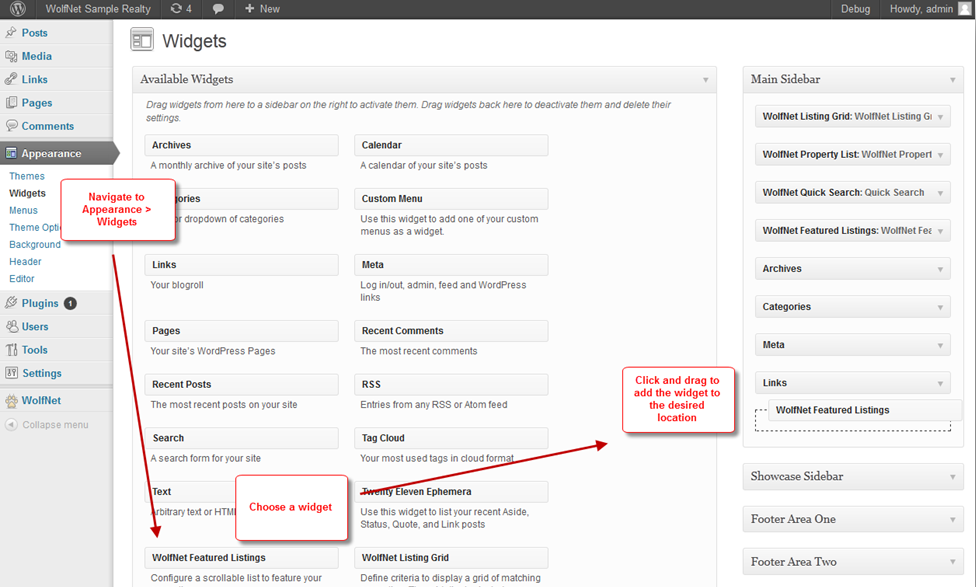 WolfNet Sample Realty 4 New Debug Howdy, admin
Posts
Media
Links
Pages
Comments
Appearance
Themes
Widgets
Menus
Theme Opti
Background
Header
Editor
Plugins 1
Users
Tools
Settings
WolfNet
Collapse menu
Navigate to
Appearance >
Widgets
Widgets
Available Widgets
Drag widgets from here to a sidebar on the right to activate them. Drag widgets back here to deactivate them and delete their
settings.
Archives
A monthly archive of your site's posts
Calendar
A calendar of your site's posts
gories
or dropdown of categories
Custom Menu
Use this widget to add one of your custom
menus as a widget.
Links
Your blogroll
Meta
Log in/out, admin, feed and WordPress
links
Pages
Your site's WordPress Pages
Recent Comments
The most recent comments
Recent Posts
The most recent posts on your site
RSS
Entries from any RSS or Atom feed
Search
A search form for your site
Tag Cloud
Your most used tags in cloud format
Text
Arbitrary text or HTM
Choose a widget
Twenty Eleven Ephemera
Use this widget to list your recent Aside,
Status, Quote, and Link posts
WolfNet Featured Listings
Configure a scrollable list to feature your
WolfNet Listing Grid
Define criteria to display a grid of matching
Click and drag to
add the widget to
the desired
location
Main Sidebar
WolfNet Listing Grid: WolfNet Listing Gr
WolfNet Property List: WolfNet Propert
WolfNet Quick Search: Quick Search
WolfNet Featured Listings: WolfNet Fea
Archives
Categories
Meta
Links
WolfNet Featured Listings
Showcase Sidebar
Footer Area One
Footer Area Two